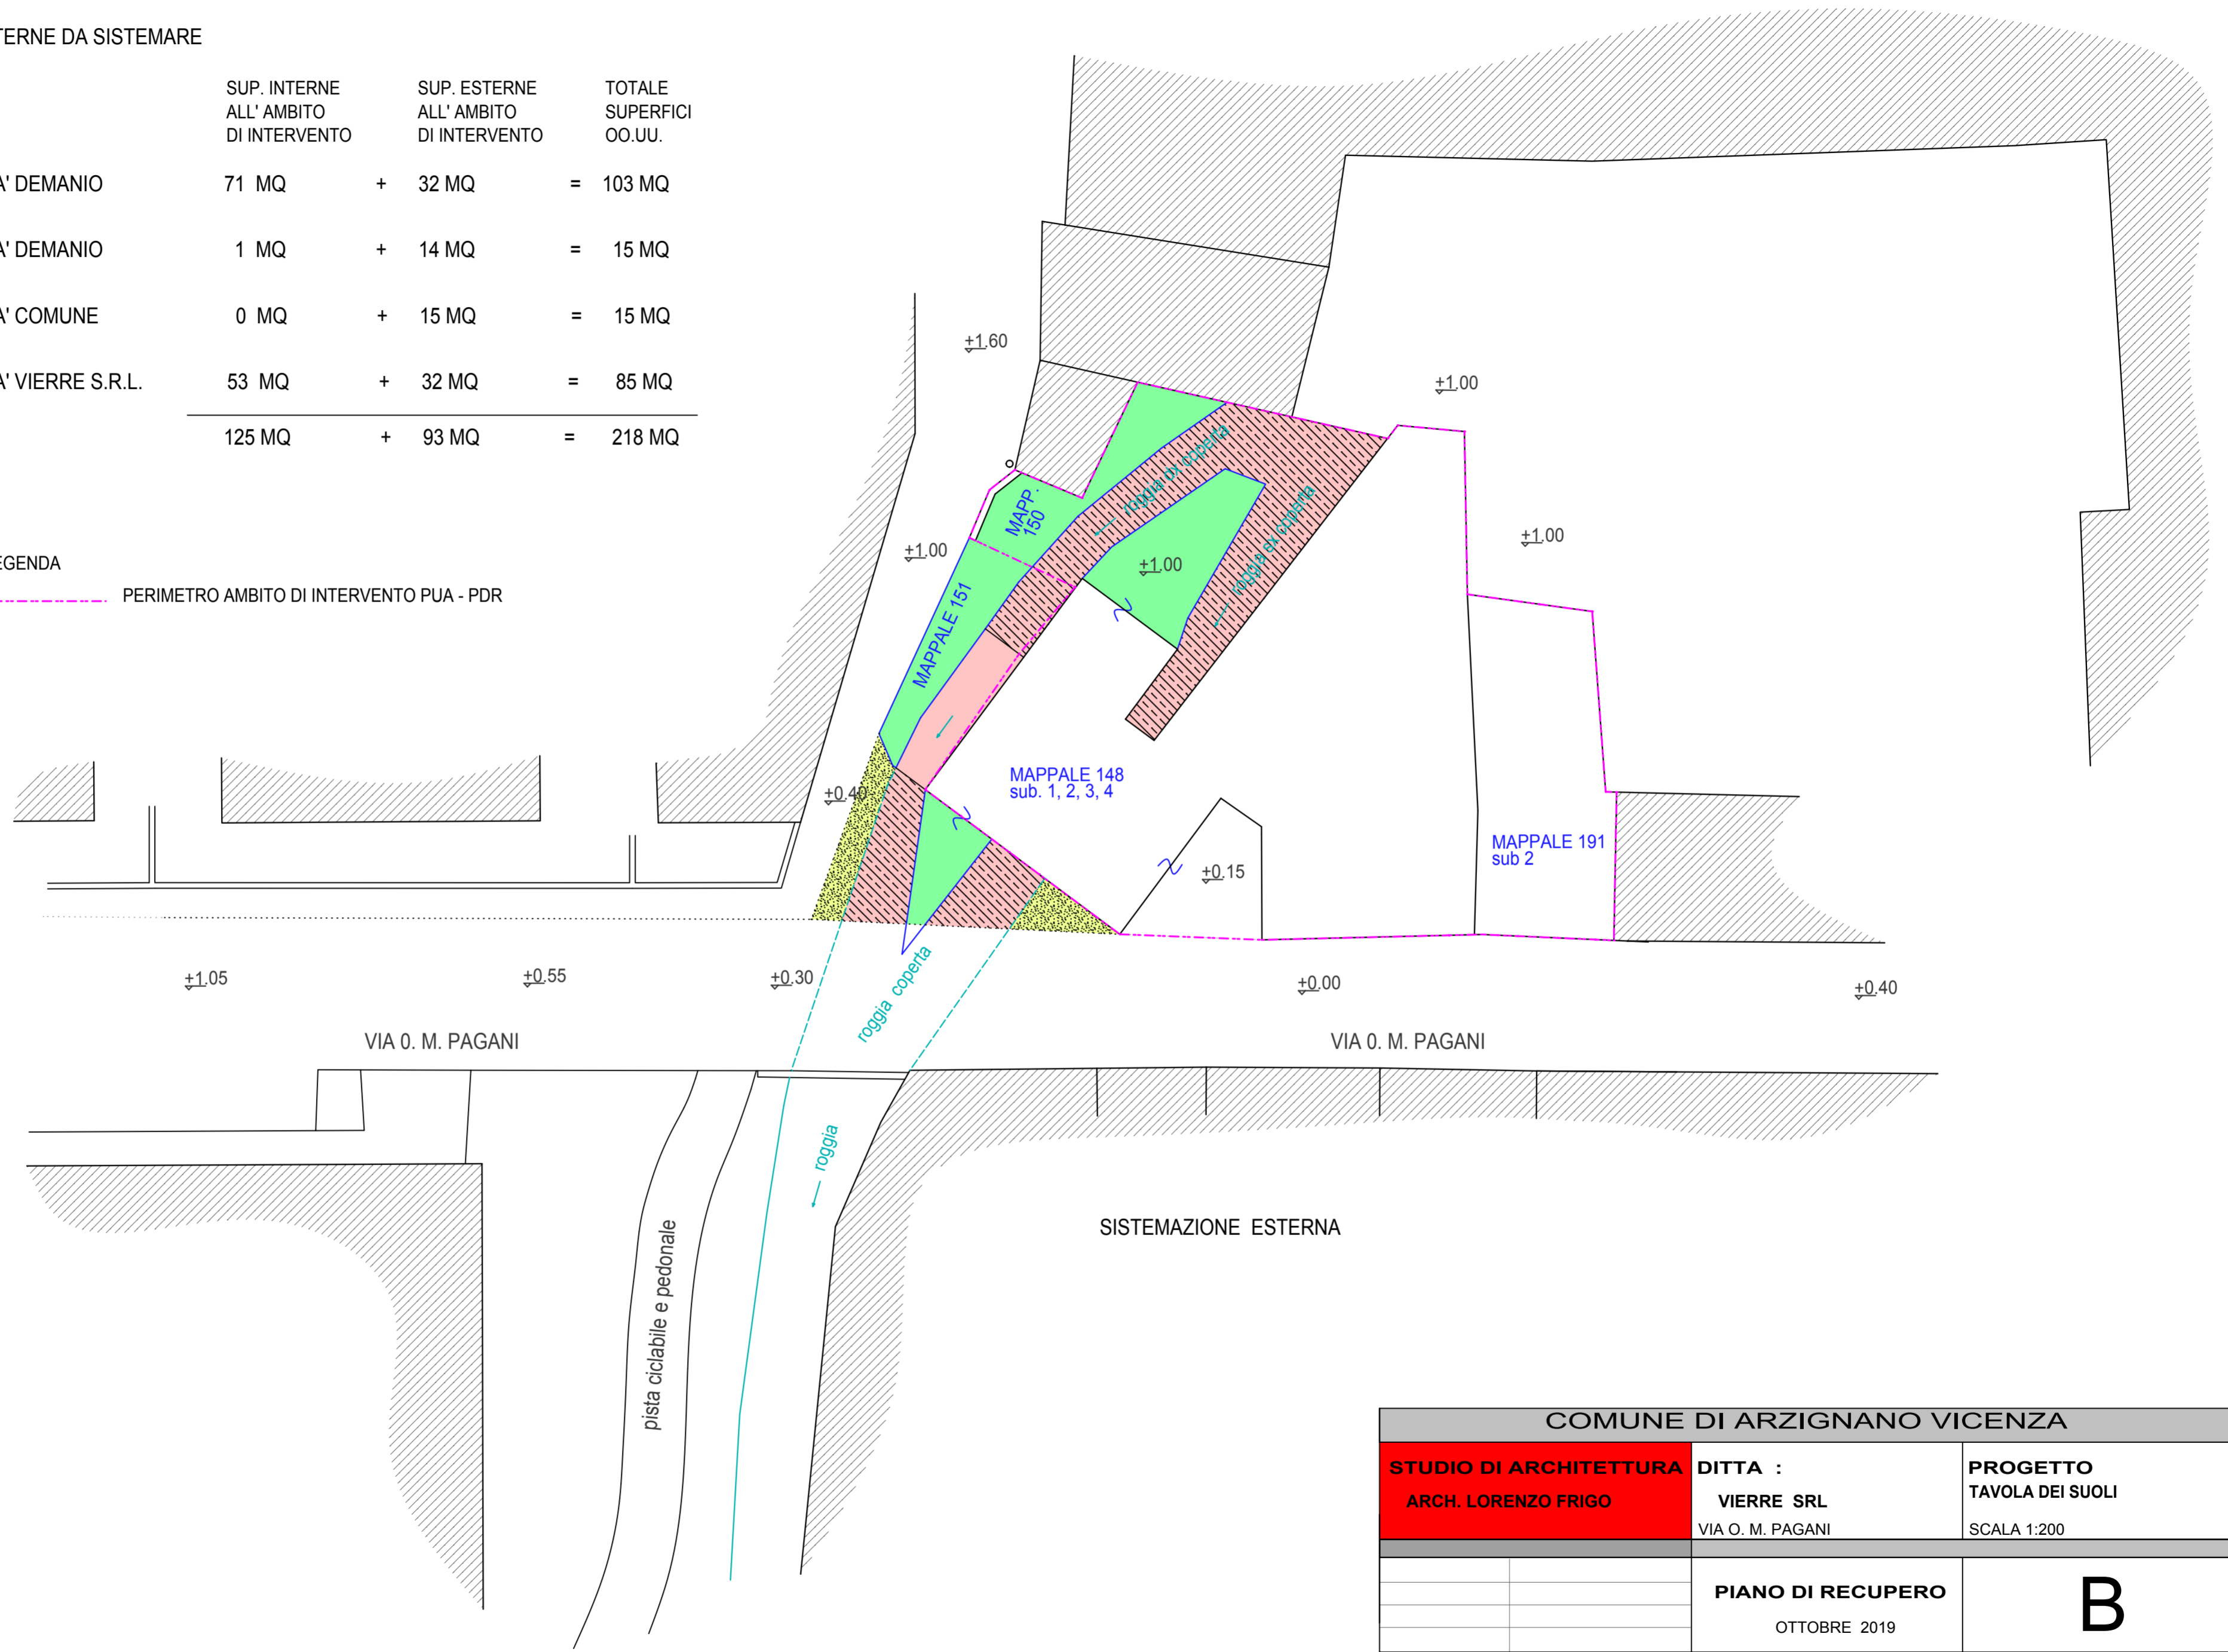 TERNE DA SISTEMARE
SUP. INTERNE
ALL' AMBITO
DI INTERVENTO
SUP. ESTERNE
ALL' AMBITO
DI INTERVENTO
TOTALE
SUPERFICI
OO.UU.
A' DEMANIO 71 MQ + 32 MQ = 103 MQ
A' DEMANIO 1 MQ + 14 MQ = 15 MQ
A' COMUNE 0 MQ + 15 MQ = 15 MQ
A' VIERRE S.R.L. 53 MQ + 32 MQ = 85 MQ
125 MQ + 93 MQ = 218 MQ
EGENDA
PERIMETRO AMBITO DI INTERVENTO PUA - PDR
+1.60
+1.00
+1.00
+1.00
+1.00
roggia dx coperta
roggia sx coperta
MAPP.
150
MAPPALE 151
+0.40
MAPPALE 148
sub. 1, 2, 3, 4
+0.15
MAPPALE 191
sub 2
+1.05
+0.55
+0.30
roggia coperta
+0.00
+0.40
VIA 0. M. PAGANI
VIA 0. M. PAGANI
roggia
pista ciclabile e pedonale
SISTEMAZIONE ESTERNA
COMUNE DI ARZIGNANO VICENZA
STUDIO DI ARCHITETTURA
ARCH. LORENZO FRIGO
DITTA :
VIERRE SRL
VIA O. M. PAGANI
PROGETTO
TAVOLA DEI SUOLI
SCALA 1:200
PIANO DI RECUPERO
OTTOBRE 2019
B